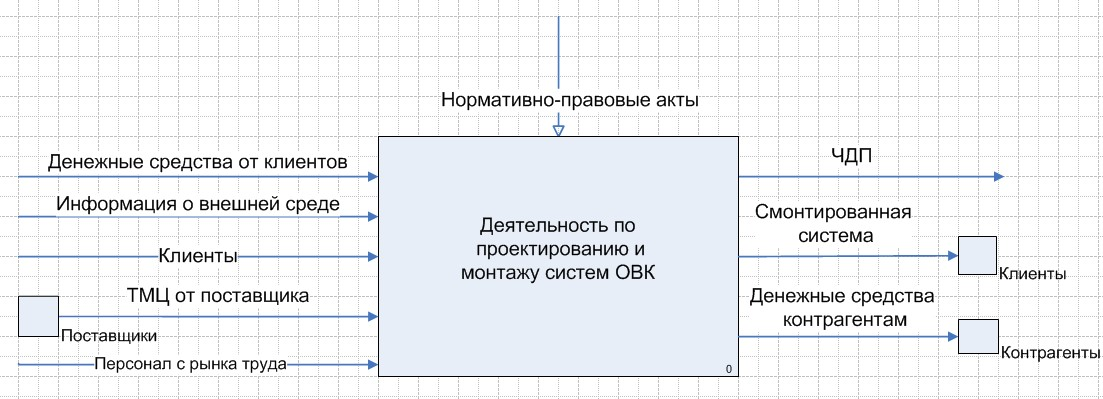 Нормативно-правовые акты
Денежные средства от клиентов
Информация о внешней среде
Клиенты
ТМЦ от поставщика
Поставщики
Персонал с рынка труда
Деятельность по
проектированию и
монтажу систем ОВК
0
ЧДП
Смонтированная
система
Клиенты
Денежные средства
контрагентам
Контрагенты